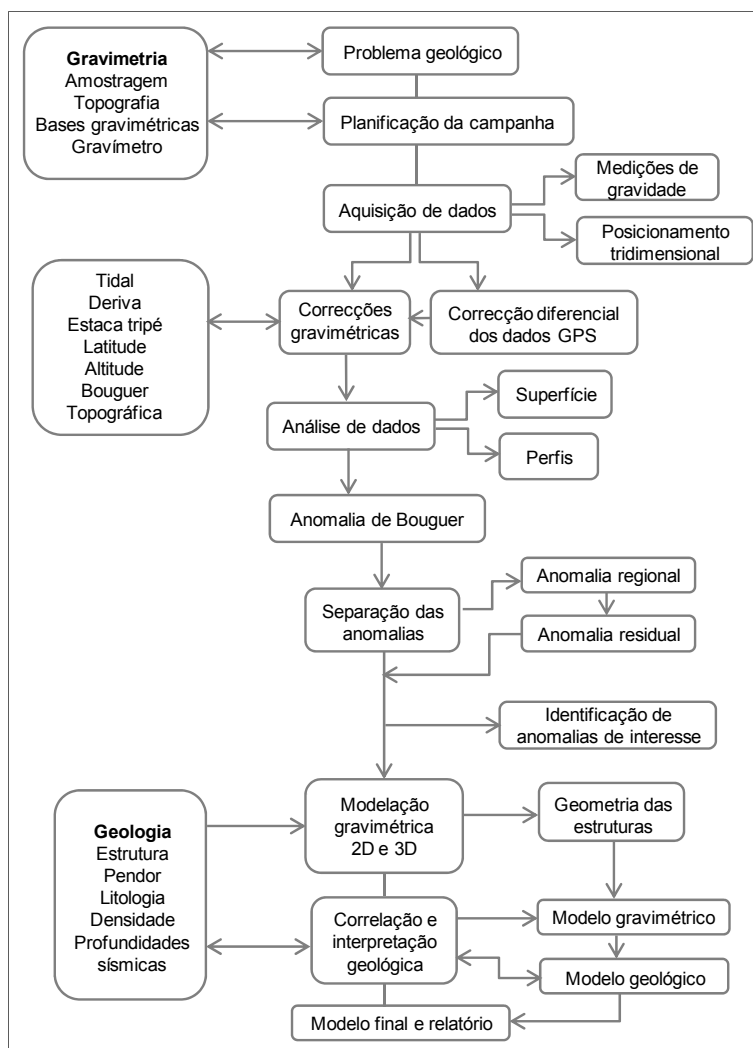 Gravimetria
Amostragem
Topografia
Bases gravimétricas
Gravímetro
Problema geológico
Planificação da campanha
Aquisição de dados
Medições de
gravidade
Posicionamento
tridimensional
Tidal
Deriva
Estaca tripé
Latitude
Altitude
Bouguer
Topográfica
Correcções
gravimétricas
Correcção diferencial
dos dados GPS
Análise de dados
Superfície
Perfis
Anomalia de Bouguer
Separação das
anomalias
Anomalia regional
Anomalia residual
Identificação de
anomalias de interesse
Geologia
Estrutura
Pendor
Litologia
Densidade
Profundidades
sísmicas
Modelação
gravimétrica
2D e 3D
Geometria das
estruturas
Correlação e
interpretação
geológica
Modelo gravimétrico
Modelo geológico
Modelo final e relatório